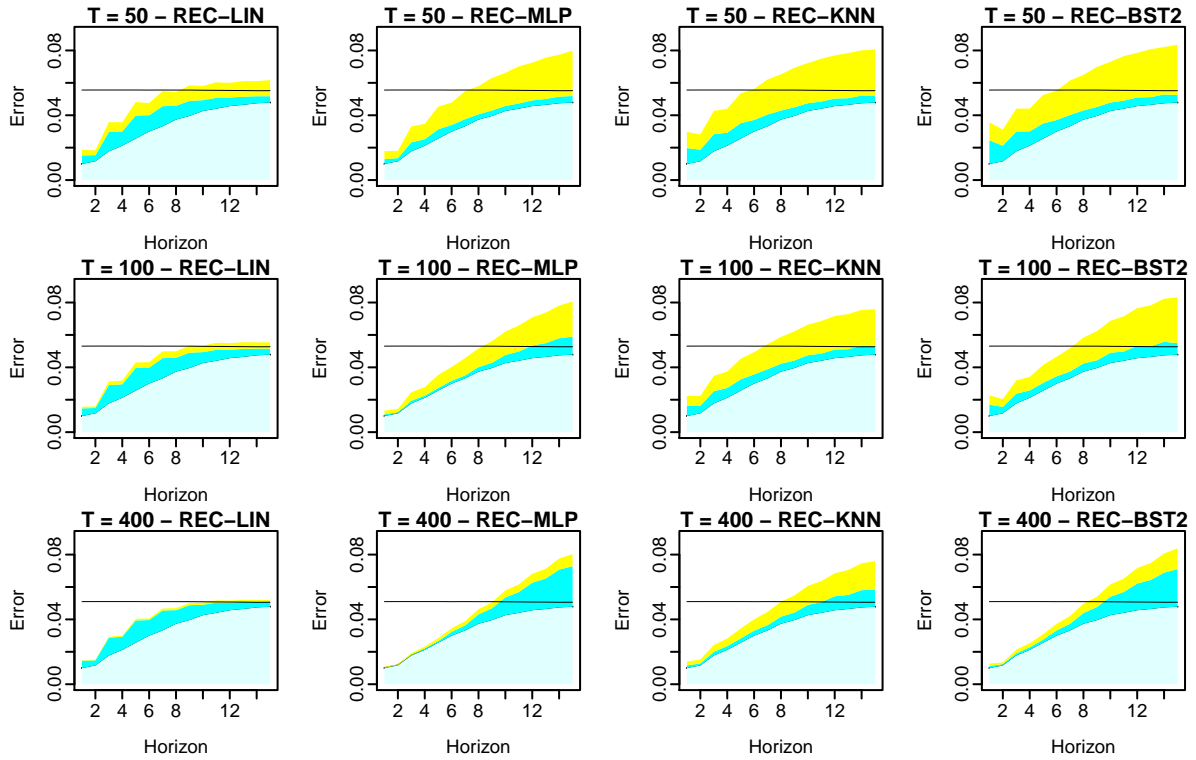 T = 50 − REC−LIN
T = 50 − REC−MLP
T = 50 − REC−KNN
T = 50 − REC−BST2
Error
0.00 0.04 0.08
2 4 6 8 12
Horizon
Error
0.00 0.04 0.08
2 4 6 8 12
Horizon
Error
0.00 0.04 0.08
2 4 6 8 12
Horizon
Error
0.00 0.04 0.08
2 4 6 8 12
Horizon
T = 100 − REC−LIN
T = 100 − REC−MLP
T = 100 − REC−KNN
T = 100 − REC−BST2
Error
0.00 0.04 0.08
2 4 6 8 12
Horizon
Error
0.00 0.04 0.08
2 4 6 8 12
Horizon
Error
0.00 0.04 0.08
2 4 6 8 12
Horizon
Error
0.00 0.04 0.08
2 4 6 8 12
Horizon
T = 400 − REC−LIN
T = 400 − REC−MLP
T = 400 − REC−KNN
T = 400 − REC−BST2
Error
0.00 0.04 0.08
2 4 6 8 12
Horizon
Error
0.00 0.04 0.08
2 4 6 8 12
Horizon
Error
0.00 0.04 0.08
2 4 6 8 12
Horizon
Error
0.00 0.04 0.08
2 4 6 8 12
Horizon